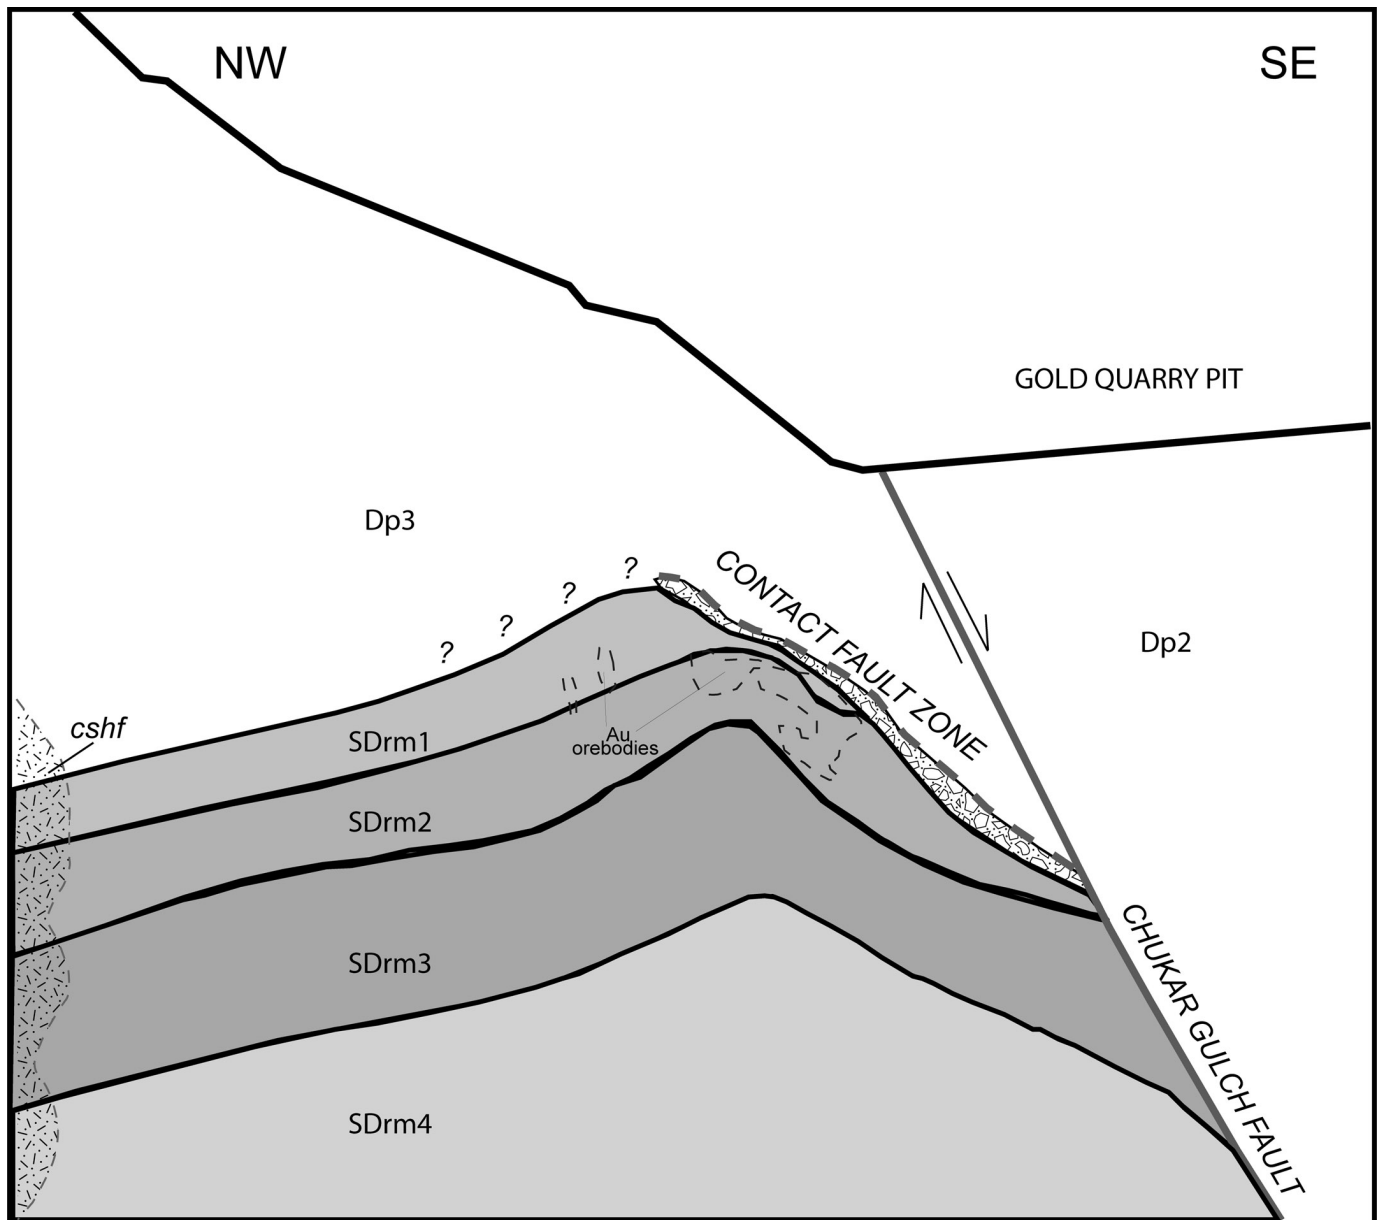 NW
SE
GOLD QUARRY PIT
Dp3
Dp2
CONTACT FAULT ZONE
?
?
?
?
cshf
SDrm1
Au
orebodies
SDrm2
SDrm3
CHUKAR GULCH FAULT
SDrm4